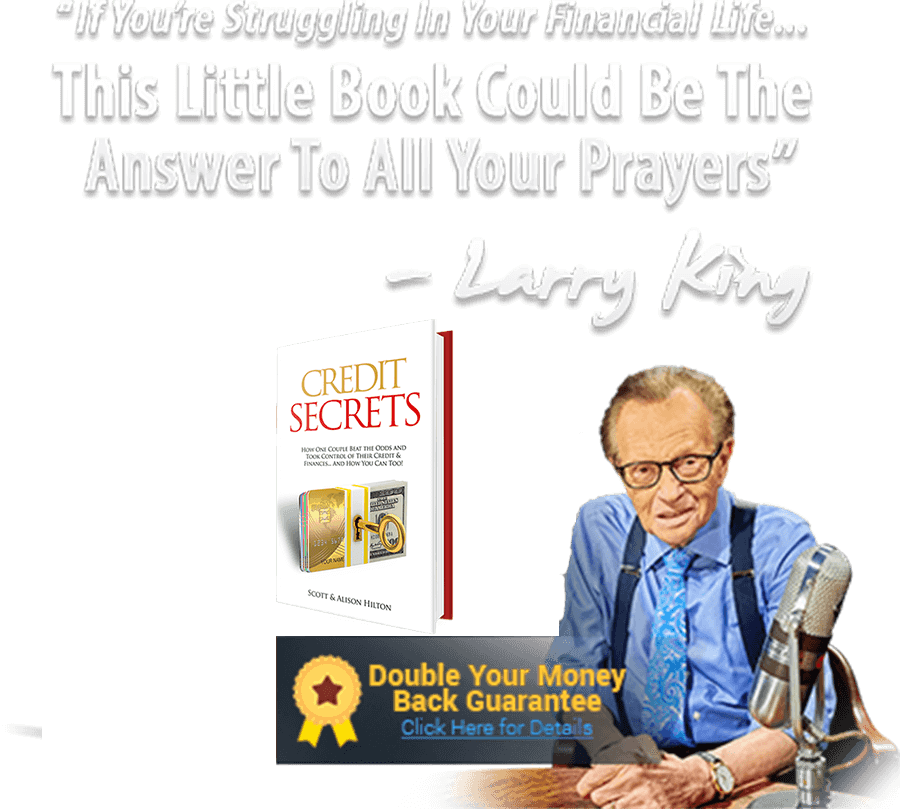 “If You're Struggling In Your Financial Life...
This Little Book Could Be The
Answer To All Your Prayers”
– Larry King
CREDIT
SECRETS
How One Couple Beat the Odds and
Took Control of Their Credit &
Finances... and How You Can Too!
YOUR NAME
Scott & Alison Hilton
Double Your Money
Back Guarantee
Click Here for Details